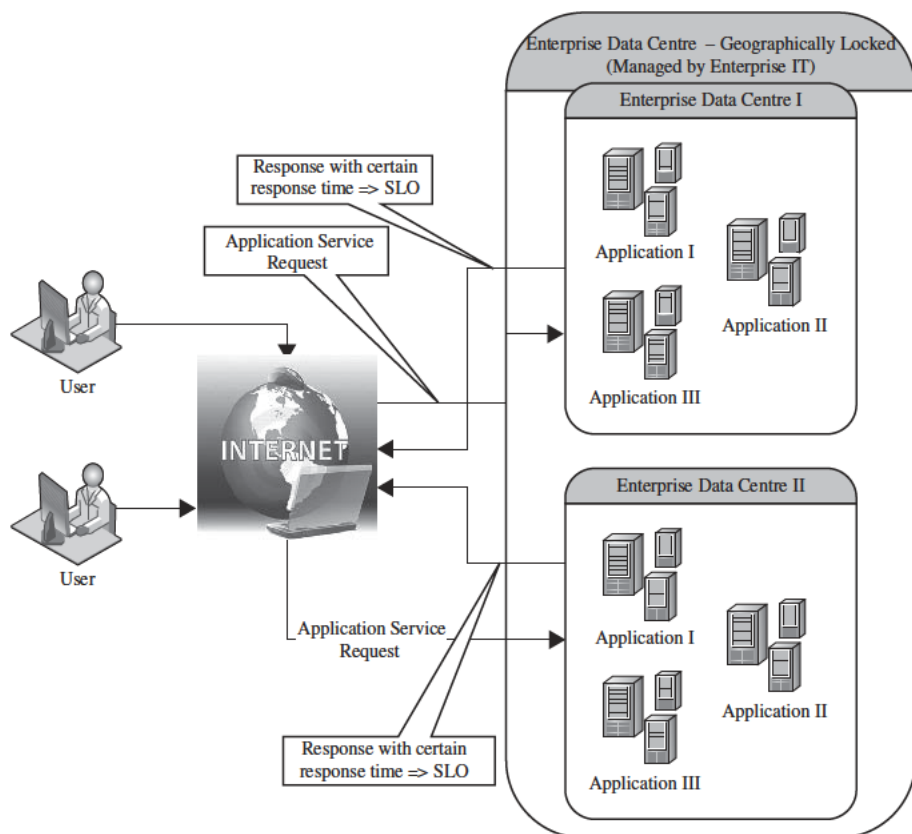 Enterprise Data Centre – Geographically Locked
(Managed by Enterprise IT)
Enterprise Data Centre I
Response with certain
response time => SLO
Application Service
Request
Application I
Application II
Application III
User
INTERNET
User
Enterprise Data Centre II
Application I
Application II
Application III
Application Service
Request
Response with certain
response time => SLO